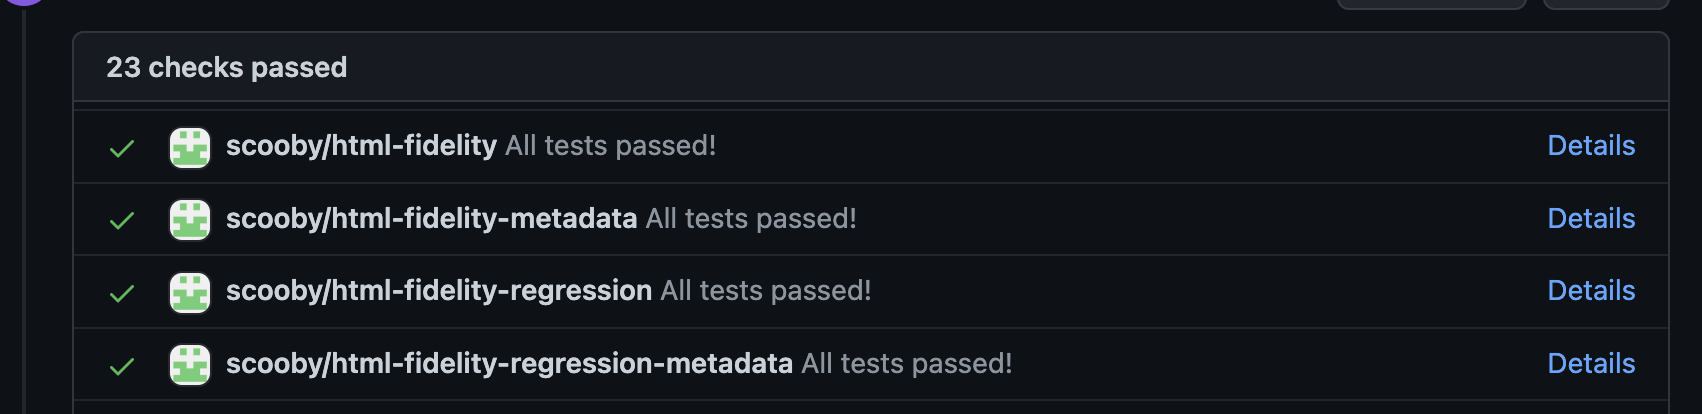 23 checks passed
scooby/html-fidelity All tests passed! Details
scooby/html-fidelity-metadata All tests passed! Details
scooby/html-fidelity-regression All tests passed! Details
scooby/html-fidelity-regression-metadata All tests passed! Details